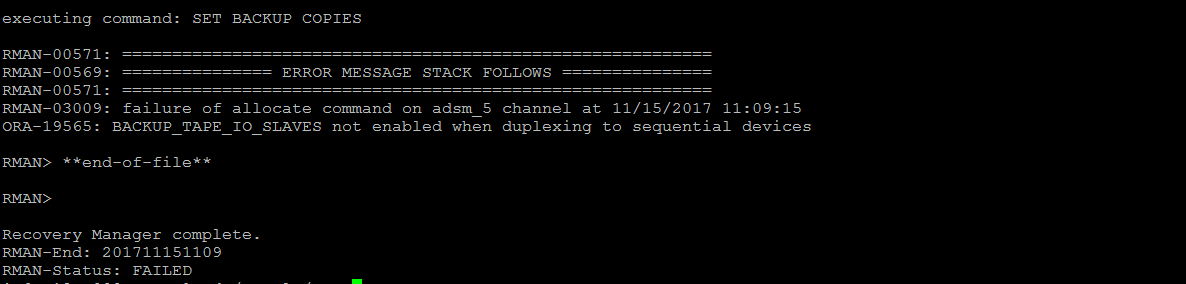 executing command: SET BACKUP COPIES
RMAN-00571: ===========================================================
RMAN-00569: =============== ERROR MESSAGE STACK FOLLOWS ===============
RMAN-00571: ===========================================================
RMAN-03009: failure of allocate command on adsm_5 channel at 11/15/2017 11:09:15
ORA-19565: BACKUP_TAPE_IO_SLAVES not enabled when duplexing to sequential devices
RMAN> **end-of-file**
RMAN>
Recovery Manager complete.
RMAN-End: 201711151109
RMAN-Status: FAILED